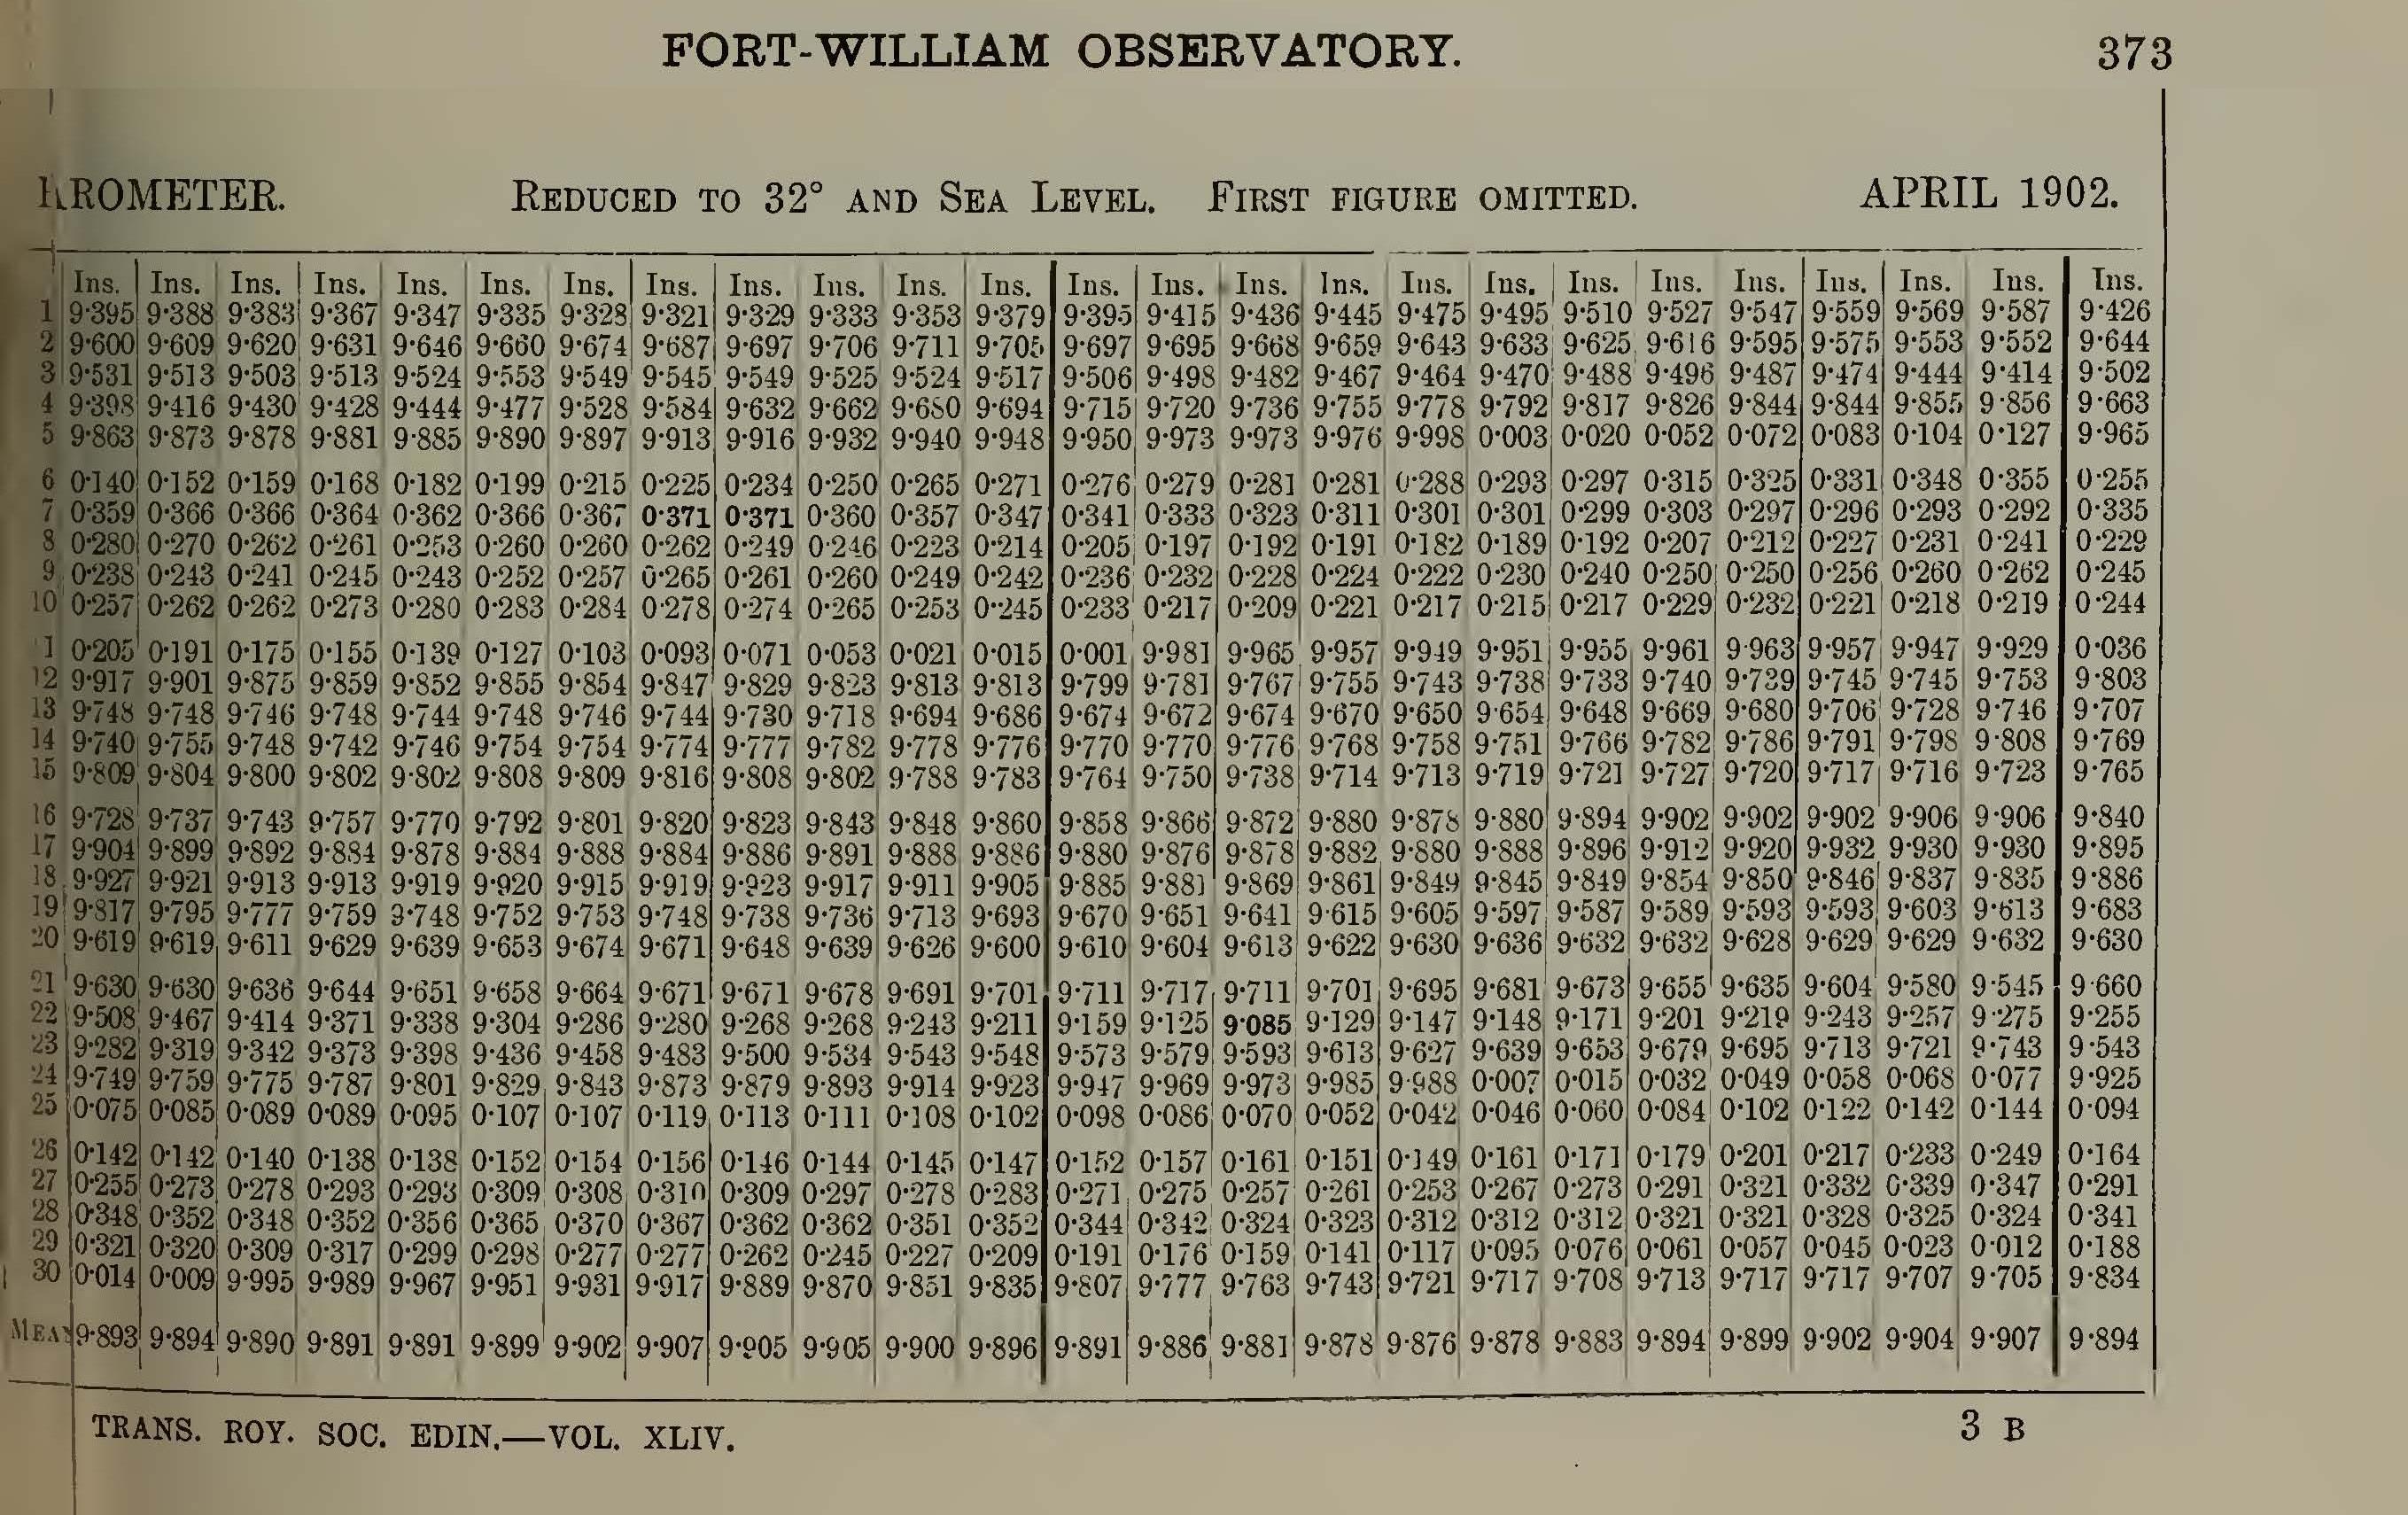 FORT-WILLIAM OBSERVATORY. 373
ROMETER. REDUCED TO 32° AND SEA LEVEL. FIRST FIGURE OMITTED. APRIL 1902.
Ins. Ins. Ins. Ins. Ins. Ins. Ins. Ins. Ins. Ins. Ins. Ins. Ins. Ins. Ins. Ins. Ins. Ins. Ins. Ins. Ins. Ins. Ins. Ins. Ins.
1 9·395 9·388 9·383 9·367 9·347 9·335 9·328 9·321 9·329 9·333 9·353 9·379 9·395 9·415 9·436 9·445 9·475 9·495 9·510 9·527 9·547 9·559 9·569 9·587 9·426
2 9·600 9·609 9·620 9·631 9·646 9·660 9·674 9·687 9·697 9·706 9·711 9·705 9·697 9·695 9·668 9·659 9·643 9·633 9·625 9·616 9·595 9·575 9·553 9·552 9·644
3 9·531 9·513 9·503 9·513 9·524 9·553 9·549 9·545 9·549 9·525 9·524 9·517 9·506 9·498 9·482 9·467 9·464 9·470 9·488 9·496 9·487 9·474 9·444 9·414 9·502
4 9·398 9·416 9·430 9·428 9·444 9·477 9·528 9·584 9·632 9·662 9·680 9·694 9·715 9·720 9·736 9·755 9·778 9·792 9·817 9·826 9·844 9·844 9·855 9·856 9·663
5 9·863 9·873 9·878 9·881 9·885 9·890 9·897 9·913 9·916 9·932 9·940 9·948 9·950 9·973 9·973 9·976 9·998 0·003 0·020 0·052 0·072 0·083 0·104 0·127 9·965
6 0·140 0·152 0·159 0·168 0·182 0·199 0·215 0·225 0·234 0·250 0·265 0·271 0·276 0·279 0·281 0·281 0·288 0·293 0·297 0·315 0·325 0·331 0·348 0·355 0·255
7 0·359 0·366 0·366 0·364 0·362 0·366 0·367 0·371 0·371 0·360 0·357 0·347 0·341 0·333 0·323 0·311 0·301 0·301 0·299 0·303 0·297 0·296 0·293 0·292 0·335
8 0·280 0·270 0·262 0·261 0·253 0·260 0·260 0·262 0·249 0·246 0·223 0·214 0·205 0·197 0·192 0·191 0·182 0·189 0·192 0·207 0·212 0·227 0·231 0·241 0·229
9 0·238 0·243 0·241 0·245 0·243 0·252 0·257 0·265 0·261 0·260 0·249 0·242 0·236 0·232 0·228 0·224 0·222 0·230 0·240 0·250 0·250 0·256 0·260 0·262 0·245
10 0·257 0·262 0·262 0·273 0·280 0·283 0·284 0·278 0·274 0·265 0·253 0·245 0·233 0·217 0·209 0·221 0·217 0·215 0·217 0·229 0·232 0·221 0·218 0·219 0·244
1 0·205 0·191 0·175 0·155 0·139 0·127 0·103 0·093 0·071 0·053 0·021 0·015 0·001 9·981 9·965 9·957 9·949 9·951 9·955 9·961 9·963 9·957 9·947 9·929 0·036
12 9·917 9·901 9·875 9·859 9·852 9·855 9·854 9·847 9·829 9·823 9·813 9·813 9·799 9·781 9·767 9·755 9·743 9·738 9·733 9·740 9·739 9·745 9·745 9·753 9·803
13 9·748 9·748 9·746 9·748 9·744 9·748 9·746 9·744 9·730 9·718 9·694 9·686 9·674 9·672 9·674 9·670 9·650 9·654 9·648 9·669 9·680 9·706 9·728 9·746 9·707
14 9·740 9·755 9·748 9·742 9·746 9·754 9·754 9·774 9·777 9·782 9·778 9·776 9·770 9·770 9·776 9·768 9·758 9·751 9·766 9·782 9·786 9·791 9·798 9·808 9·769
15 9·809 9·804 9·800 9·802 9·802 9·808 9·809 9·816 9·808 9·802 9·788 9·783 9·764 9·750 9·738 9·714 9·713 9·719 9·721 9·727 9·720 9·717 9·716 9·723 9·765
16 9·728 9·737 9·743 9·757 9·770 9·792 9·801 9·820 9·823 9·843 9·848 9·860 9·858 9·866 9·872 9·880 9·878 9·880 9·894 9·902 9·902 9·902 9·906 9·906 9·840
17 9·904 9·899 9·892 9·884 9·878 9·884 9·888 9·884 9·886 9·891 9·888 9·886 9·880 9·876 9·878 9·882 9·880 9·888 9·896 9·912 9·920 9·932 9·930 9·930 9·895
18 9·927 9·921 9·913 9·913 9·919 9·920 9·915 9·919 9·923 9·917 9·911 9·905 9·885 9·881 9·869 9·861 9·849 9·845 9·849 9·854 9·850 9·846 9·837 9·835 9·886
19 9·817 9·795 9·777 9·759 9·748 9·752 9·753 9·748 9·738 9·736 9·713 9·693 9·670 9·651 9·641 9·615 9·605 9·597 9·587 9·589 9·593 9·593 9·603 9·613 9·683
20 9·619 9·619 9·611 9·629 9·639 9·653 9·674 9·671 9·648 9·639 9·626 9·600 9·610 9·604 9·613 9·622 9·630 9·636 9·632 9·632 9·628 9·629 9·629 9·632 9·630
21 9·630 9·630 9·636 9·644 9·651 9·658 9·664 9·671 9·671 9·678 9·691 9·701 9·711 9·717 9·711 9·701 9·695 9·681 9·673 9·655 9·635 9·604 9·580 9·545 9·660
22 9·508 9·467 9·414 9·371 9·338 9·304 9·286 9·280 9·268 9·268 9·243 9·211 9·159 9·125 9·085 9·129 9·147 9·148 9·171 9·201 9·219 9·243 9·257 9·275 9·255
23 9·282 9·319 9·342 9·373 9·398 9·436 9·458 9·483 9·500 9·534 9·543 9·548 9·573 9·579 9·593 9·613 9·627 9·639 9·653 9·679 9·695 9·713 9·721 9·743 9·543
24 9·749 9·759 9·775 9·787 9·801 9·829 9·843 9·873 9·879 9·893 9·914 9·923 9·947 9·969 9·973 9·985 9·988 0·007 0·015 0·032 0·049 0·058 0·068 0·077 9·925
25 0·075 0·085 0·089 0·089 0·095 0·107 0·107 0·119 0·113 0·111 0·108 0·102 0·098 0·086 0·070 0·052 0·042 0·046 0·060 0·084 0·102 0·122 0·142 0·144 0·094
26 0·142 0·142 0·140 0·138 0·138 0·152 0·154 0·156 0·146 0·144 0·145 0·147 0·152 0·157 0·161 0·151 0·149 0·161 0·171 0·179 0·201 0·217 0·233 0·249 0·164
27 0·255 0·273 0·278 0·293 0·293 0·309 0·308 0·310 0·309 0·297 0·278 0·283 0·271 0·275 0·257 0·261 0·253 0·267 0·273 0·291 0·321 0·332 0·339 0·347 0·291
28 0·348 0·352 0·348 0·352 0·356 0·365 0·370 0·367 0·362 0·362 0·351 0·352 0·344 0·342 0·324 0·323 0·312 0·312 0·312 0·321 0·321 0·328 0·325 0·324 0·341
29 0·321 0·320 0·309 0·317 0·299 0·298 0·277 0·277 0·262 0·245 0·227 0·209 0·191 0·176 0·159 0·141 0·117 0·095 0·076 0·061 0·057 0·045 0·023 0·012 0·188
30 0·014 0·009 9·995 9·989 9·967 9·951 9·931 9·917 9·889 9·870 9·851 9·835 9·807 9·777 9·763 9·743 9·721 9·717 9·708 9·713 9·717 9·717 9·707 9·705 9·834
MEAN 9·893 9·894 9·890 9·891 9·891 9·899 9·902 9·907 9·905 9·905 9·900 9·896 9·891 9·886 9·881 9·878 9·876 9·878 9·883 9·894 9·899 9·902 9·904 9·907 9·894
TRANS. ROY. SOC. EDIN.—VOL. XLIV. 3 B